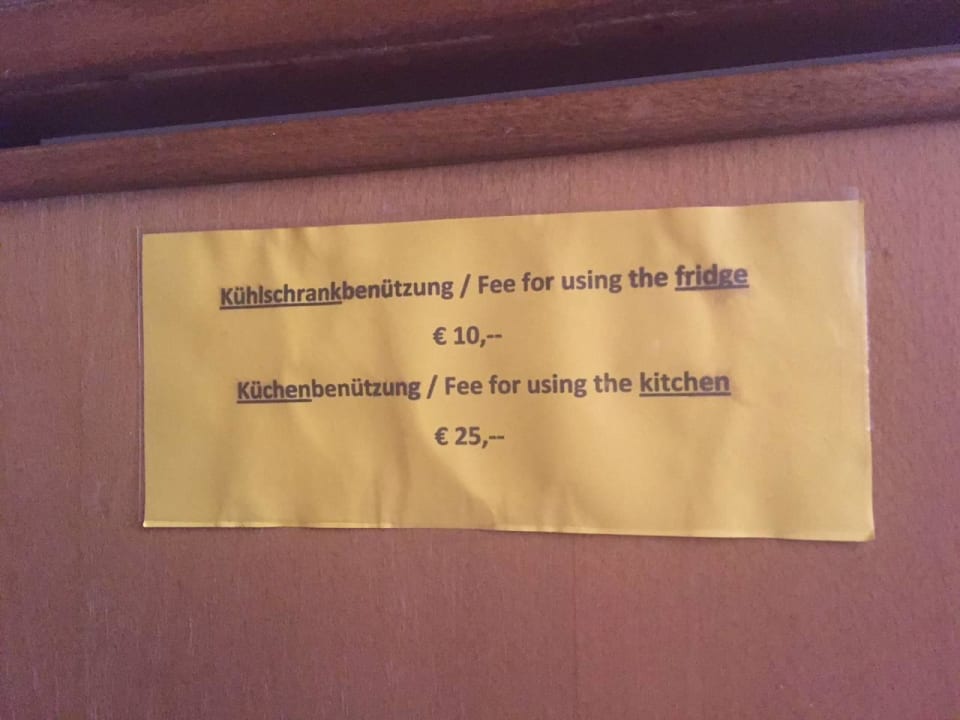 Kühlschrankbenützung / Fee for using the fridge
€ 10,--
Küchenbenützung / Fee for using the kitchen
€ 25,--